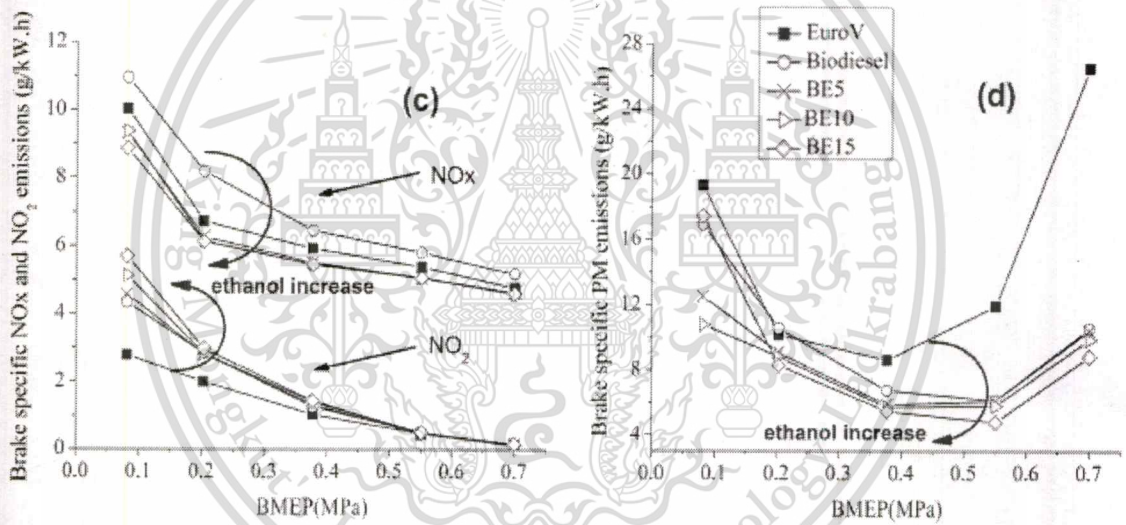 Brake specific NOx and NO2 emissions (g/kW.h)
12
10
8
6
4
2
0
(c)
NOx
ethanol increase
NO2
0.0 0.1 0.2 0.3 0.4 0.5 0.6 0.7
BMEP(MPa)
Brake specific PM emissions (g/kW.h)
28
24
20
16
12
8
4
EuroV
Biodiesel
BE5
BE10
BE15
(d)
ethanol increase
0.0 0.1 0.2 0.3 0.4 0.5 0.6 0.7
BMEP(MPa)